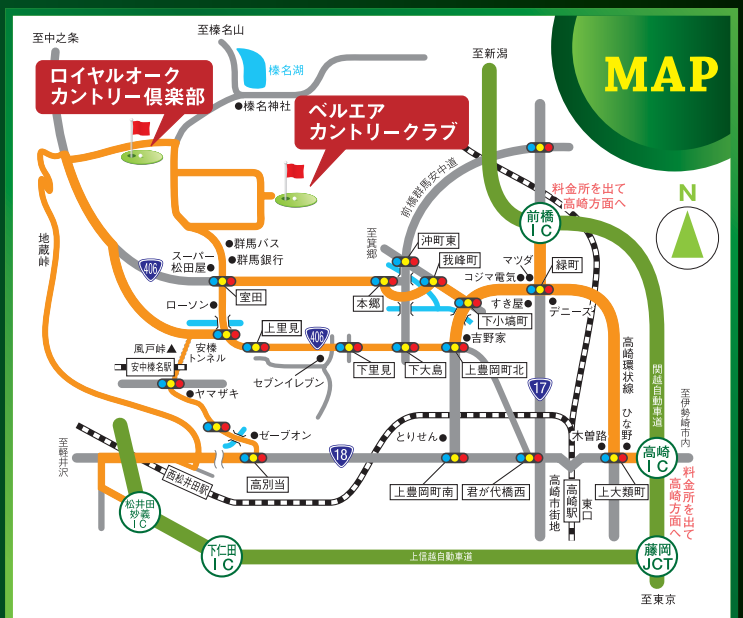 至榛名山
至中之条
榛名湖
至新潟
MAP
ロイヤルオーク
カントリー倶楽部
榛名神社
ベルエア
カントリークラブ
前橋群馬安中道
料金所を出て
高崎方面へ
N
前橋
IC
至箕郷
地蔵峠
群馬バス
群馬銀行
スーパー
松田屋
406
室田
沖町東
我峰町
マツダ
コジマ電気
緑町
本郷
ローソン
すき屋
デニーズ
下小塙町
上里見
406
吉野家
風戸峠
安榛
トンネル
安中榛名駅
セブンイレブン
下里見
下大島
上豊岡町北
高崎環状線
関越自動車道
17
ヤマザキ
ひな野
至伊勢崎市内
ゼーブオン
とりせん
木曽路
至軽井沢
18
高崎
IC
西松井田駅
高別当
上豊岡町南
君が代橋西
高崎市街地
高崎駅
東口
上大類町
料金所を出て
高崎方面へ
松井田
妙義
IC
下仁田
IC
上信越自動車道
藤岡
JCT
至東京